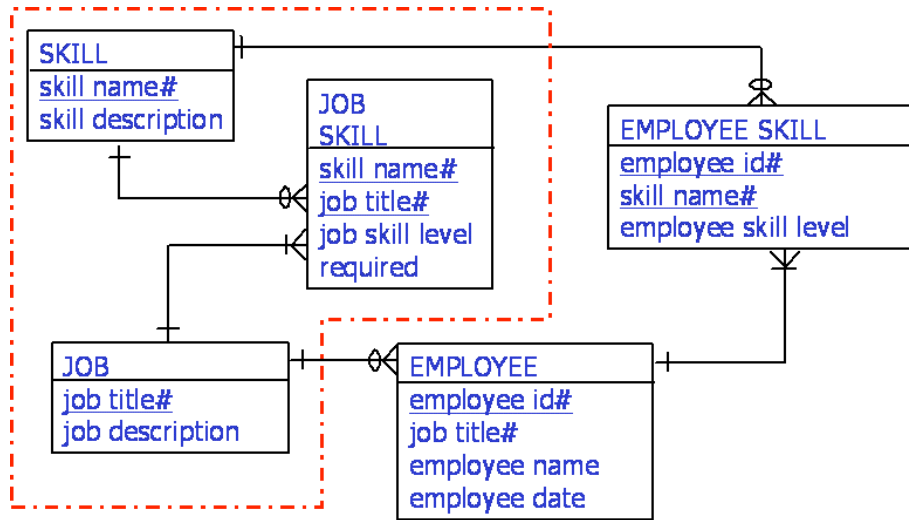 SKILL
skill name#
skill description
JOB
SKILL
skill name#
job title#
job skill level
required
EMPLOYEE SKILL
employee id#
skill name#
employee skill level
JOB
job title#
job description
EMPLOYEE
employee id#
job title#
employee name
employee date